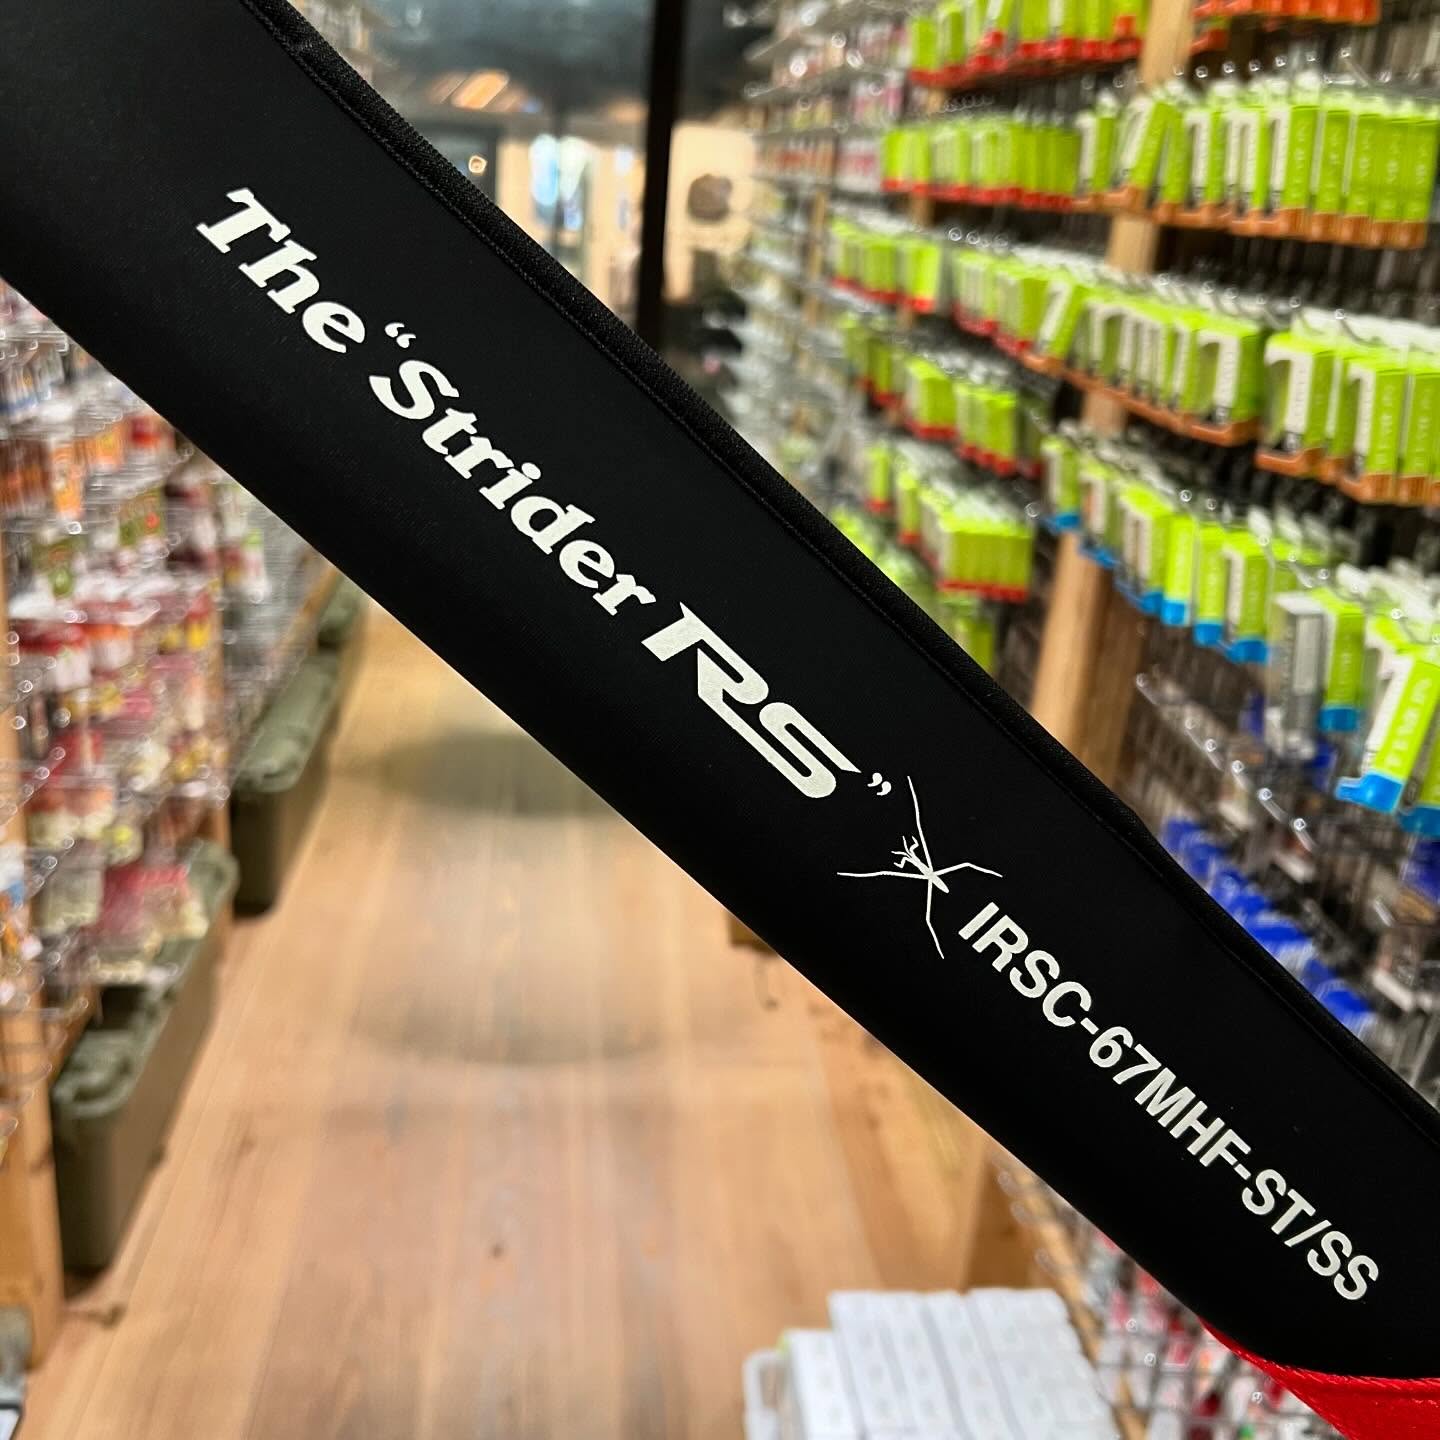 The “Strider RS” IRSC-67MHF-ST/SS